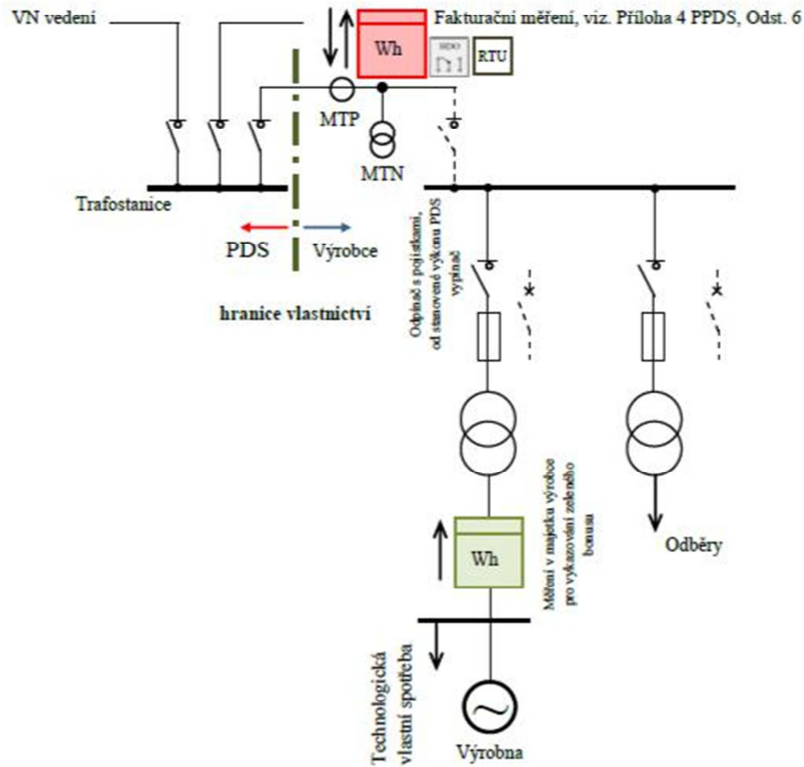 VN vedení
Fakturační měření, viz. Příloha 4 PPDS, Odst. 6
Wh
HDO
RTU
MTP
MTN
Trafostanice
PDS
Výrobce
hranice vlastnictví
Odpínač s pojistkami,
od stanovené výkonu PDS
vypínač
Měření v majetku výrobce
pro vykazování zeleného
bonusu
Wh
Odběry
Technologická
vlastní spotřeba
Výrobna